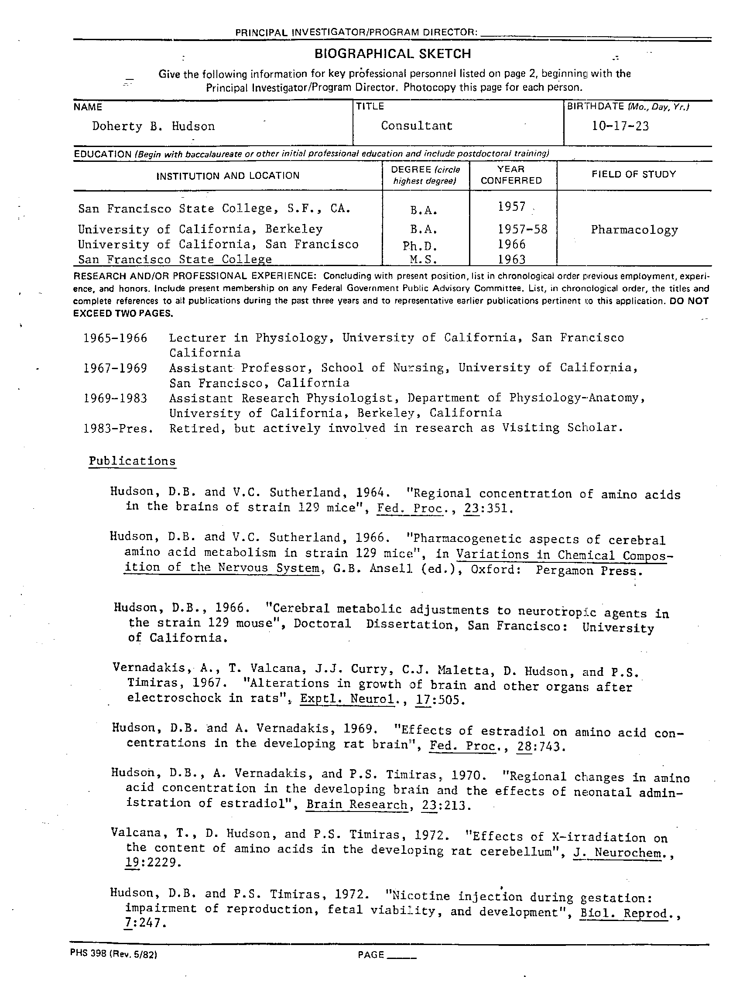 PRINCIPAL INVESTIGATOR/PROGRAM DIRECTOR:
BIOGRAPHICAL SKETCH
Give the following information for key professional personnel listed on page 2, beginning with the
Principal Investigator/Program Director. Photocopy this page for each person.
NAME TITLE BIRTHDATE (Mo., Day, Yr.)
Doherty B. Hudson Consultant 10-17-23
EDUCATION (Begin with baccalaureate or other initial professional education and include postdoctoral training)
INSTITUTION AND LOCATION DEGREE (circle highest degree) YEAR CONFERRED FIELD OF STUDY
San Francisco State College, S.F., CA. B.A. 1957
University of California, Berkeley B.A. 1957-58 Pharmacology
University of California, San Francisco Ph.D. 1966
San Francisco State College M.S. 1963
RESEARCH AND/OR PROFESSIONAL EXPERIENCE: Concluding with present position, list in chronological order previous employment, experi-
ence, and honors. Include present membership on any Federal Government Public Advisory Committee. List, in chronological order, the titles and
complete references to all publications during the past three years and to representative earlier publications pertinent to this application. DO NOT
EXCEED TWO PAGES.
1965-1966 Lecturer in Physiology, University of California, San Francisco
California
1967-1969 Assistant Professor, School of Nursing, University of California,
San Francisco, California
1969-1983 Assistant Research Physiologist, Department of Physiology-Anatomy,
University of California, Berkeley, California
1983-Pres. Retired, but actively involved in research as Visiting Scholar.
Publications
Hudson, D.B. and V.C. Sutherland, 1964. "Regional concentration of amino acids
in the brains of strain 129 mice", Fed. Proc., 23:351.
Hudson, D.B. and V.C. Sutherland, 1966. "Pharmacogenetic aspects of cerebral
amino acid metabolism in strain 129 mice", in Variations in Chemical Compos-
ition of the Nervous System, G.B. Ansell (ed.), Oxford: Pergamon Press.
Hudson, D.B., 1966. "Cerebral metabolic adjustments to neurotropic agents in
the strain 129 mouse", Doctoral Dissertation, San Francisco: University
of California.
Vernadakis, A., T. Valcana, J.J. Curry, C.J. Maletta, D. Hudson, and P.S.
Timiras, 1967. "Alterations in growth of brain and other organs after
electroschock in rats", Exptl. Neurol., 17:505.
Hudson, D.B. and A. Vernadakis, 1969. "Effects of estradiol on amino acid con-
centrations in the developing rat brain", Fed. Proc., 28:743.
Hudson, D.B., A. Vernadakis, and P.S. Timiras, 1970. "Regional changes in amino
acid concentration in the developing brain and the effects of neonatal admin-
istration of estradiol", Brain Research, 23:213.
Valcana, T., D. Hudson, and P.S. Timiras, 1972. "Effects of X-irradiation on
the content of amino acids in the developing rat cerebellum", J. Neurochem.,
19:2229.
Hudson, D.B. and P.S. Timiras, 1972. "Nicotine injection during gestation:
impairment of reproduction, fetal viability, and development", Biol. Reprod.,
7:247.
PHS 398 (Rev. 5/82) PAGE